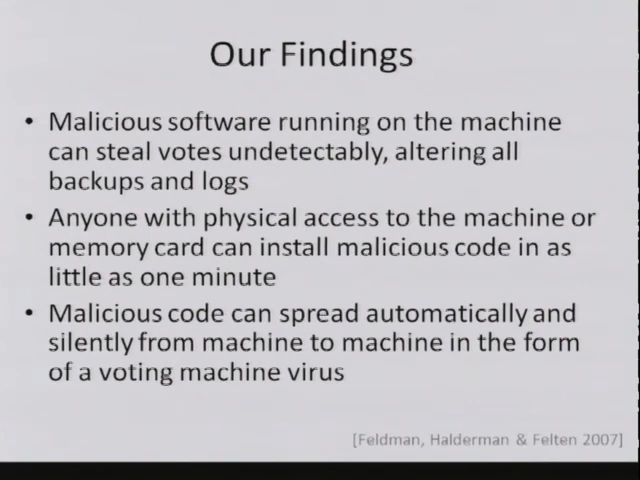 Our Findings
• Malicious software running on the machine
can steal votes undetectably, altering all
backups and logs
• Anyone with physical access to the machine or
memory card can install malicious code in as
little as one minute
• Malicious code can spread automatically and
silently from machine to machine in the form
of a voting machine virus
[Feldman, Halderman & Felten 2007]